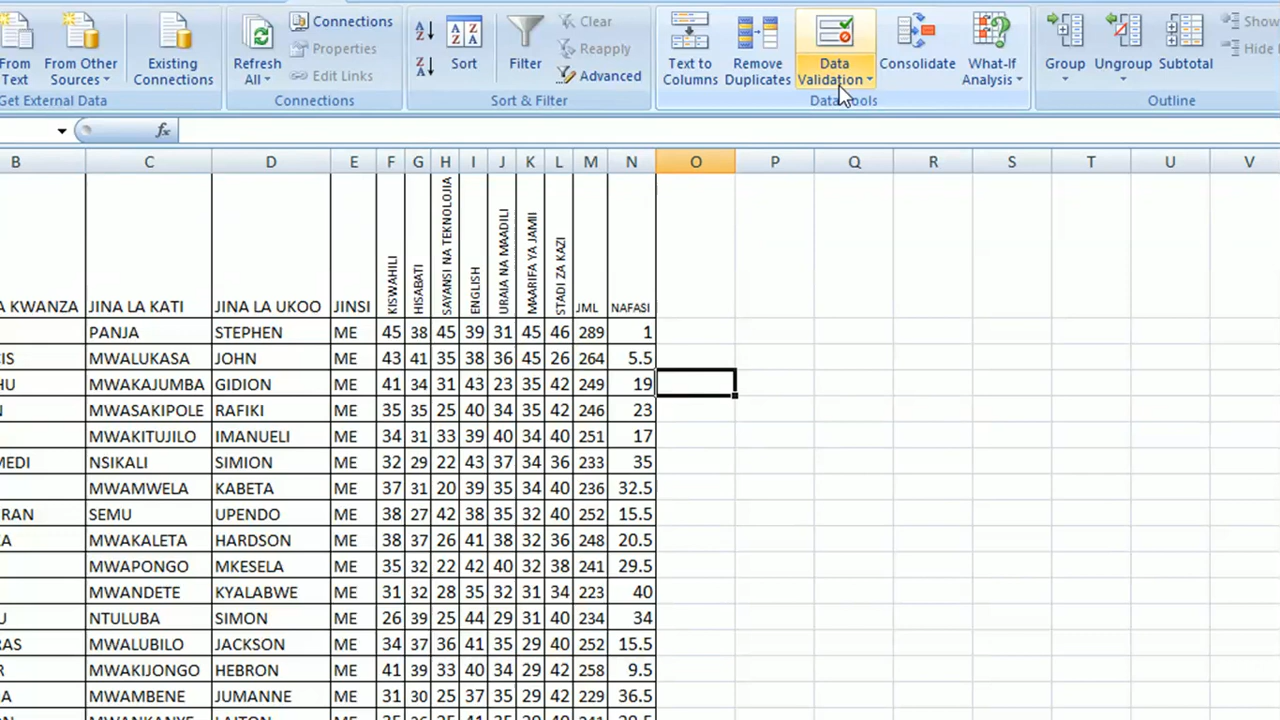 Connections
Properties
Edit Links
Clear
Reapply
Advanced
Show
Hide
From Text
From Other Sources
Existing Connections
Refresh All
Sort
Filter
Text to Columns
Remove Duplicates
Data Validation
Consolidate
What-If Analysis
Group
Ungroup
Subtotal
Get External Data
Connections
Sort & Filter
Data Tools
Outline
fx
B C D E F G H I J K L M N O P Q R S T U V
A KWANZA JINA LA KATI JINA LA UKOO JINSI KISWAHILI HISABATI SAYANSI NA TEKNOLOJIA ENGLISH URAIA NA MAADILI MAARIFA YA JAMII STADI ZA KAZI JML NAFASI
PANJA STEPHEN ME 45 38 45 39 31 45 46 289 1
CIS MWALUKASA JOHN ME 43 41 35 38 36 45 26 264 5.5
HU MWAKAJUMBA GIDION ME 41 34 31 43 23 35 42 249 19
N MWASAKIPOLE RAFIKI ME 35 35 25 40 34 35 42 246 23
MWAKITUJILO IMANUELI ME 34 31 33 39 40 34 40 251 17
MEDI NSIKALI SIMION ME 32 29 22 43 37 34 36 233 35
MWAMWELA KABETA ME 37 31 20 39 35 34 40 236 32.5
RAN SEMU UPENDO ME 38 27 42 38 35 32 40 252 15.5
KA MWAKALETA HARDSON ME 38 37 26 41 38 32 36 248 20.5
MWAPONGO MKESELA ME 35 32 22 42 40 32 38 241 29.5
MWANDETE KYALABWE ME 31 32 28 35 32 31 34 223 40
U NTULUBA SIMON ME 26 39 25 44 29 31 40 234 34
RAS MWALUBILO JACKSON ME 34 37 36 41 35 29 40 252 15.5
R MWAKIJONGO HEBRON ME 41 39 33 40 34 29 42 258 9.5
DA MWAMBENE JUMANNE ME 31 30 25 37 35 29 42 229 36.5